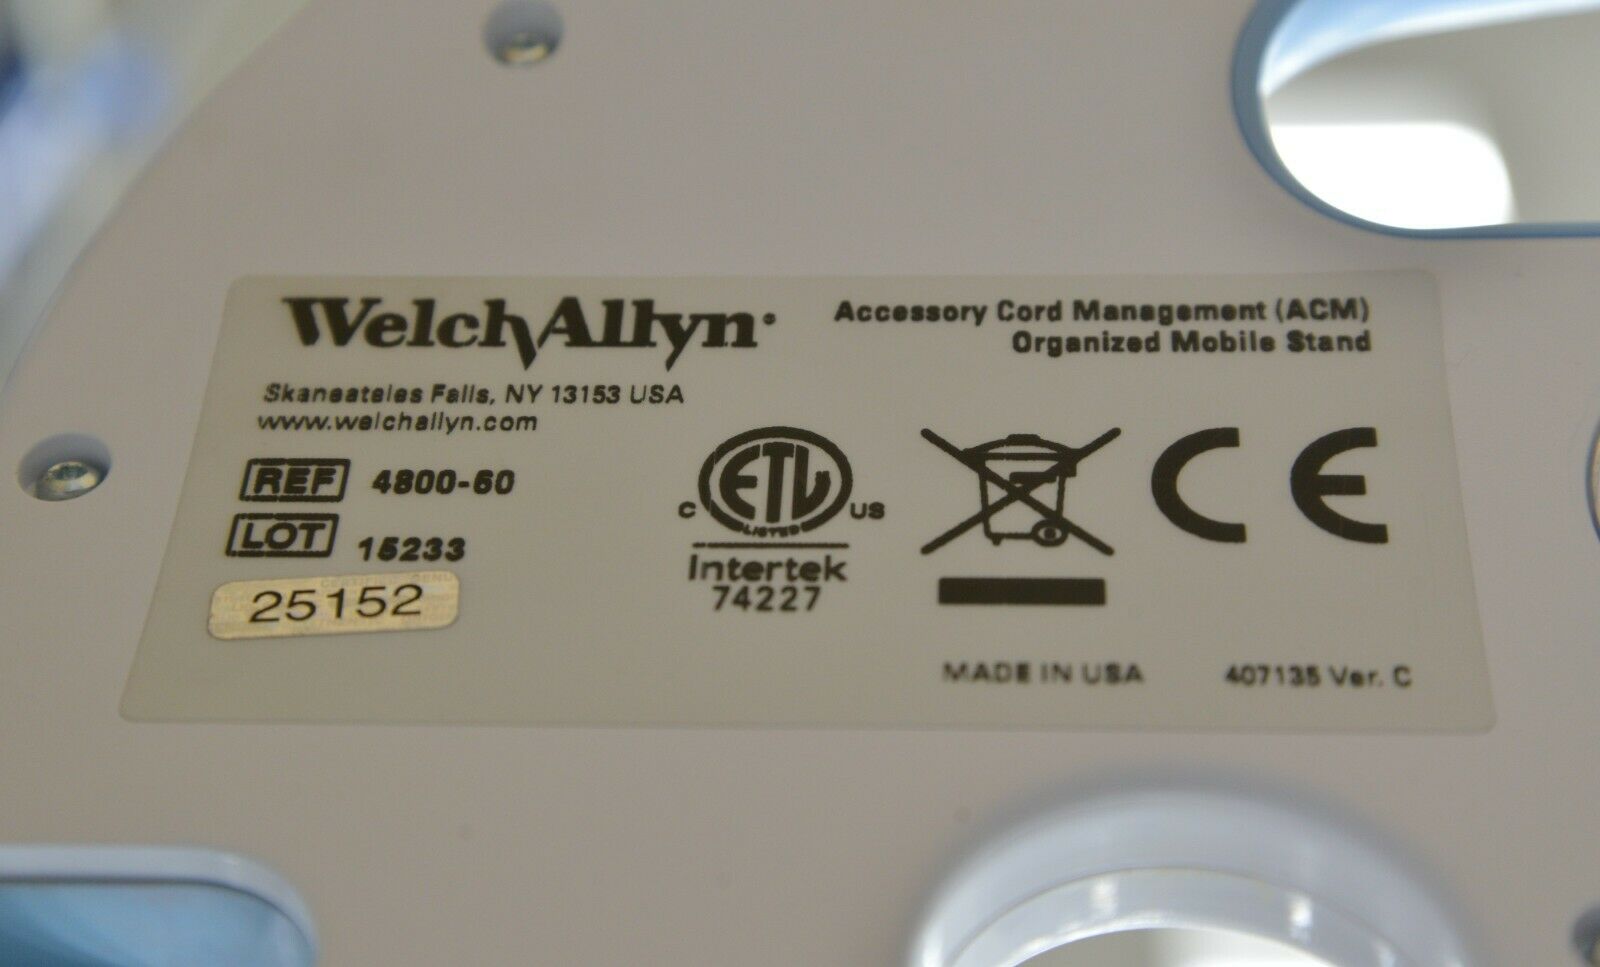 WelchAllyn
Accessory Cord Management (ACM)
Organized Mobile Stand
Skaneateles Falls, NY 13153 USA
www.welchallyn.com
REF 4800-60
LOT 15233
25152
C ETL US
LISTED
Intertek
74227
CE
MADE IN USA
407135 Ver. C